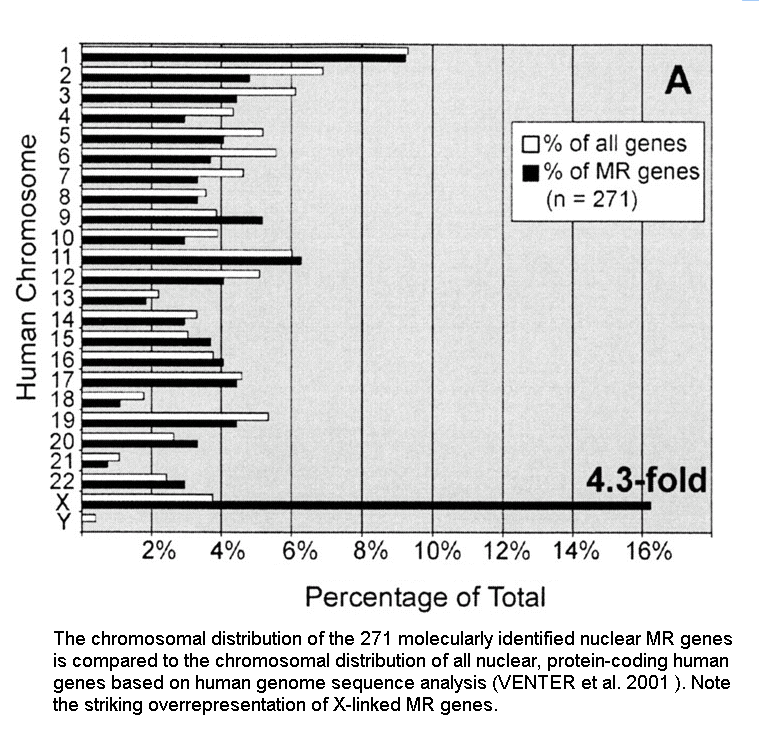 A
% of all genes
% of MR genes
(n = 271)
Human Chromosome
1
2
3
4
5
6
7
8
9
10
11
12
13
14
15
16
17
18
19
20
21
22
X
Y
4.3-fold
2% 4% 6% 8% 10% 12% 14% 16%
Percentage of Total
The chromosomal distribution of the 271 molecularly identified nuclear MR genes
is compared to the chromosomal distribution of all nuclear, protein-coding human
genes based on human genome sequence analysis (VENTER et al. 2001 ). Note
the striking overrepresentation of X-linked MR genes.